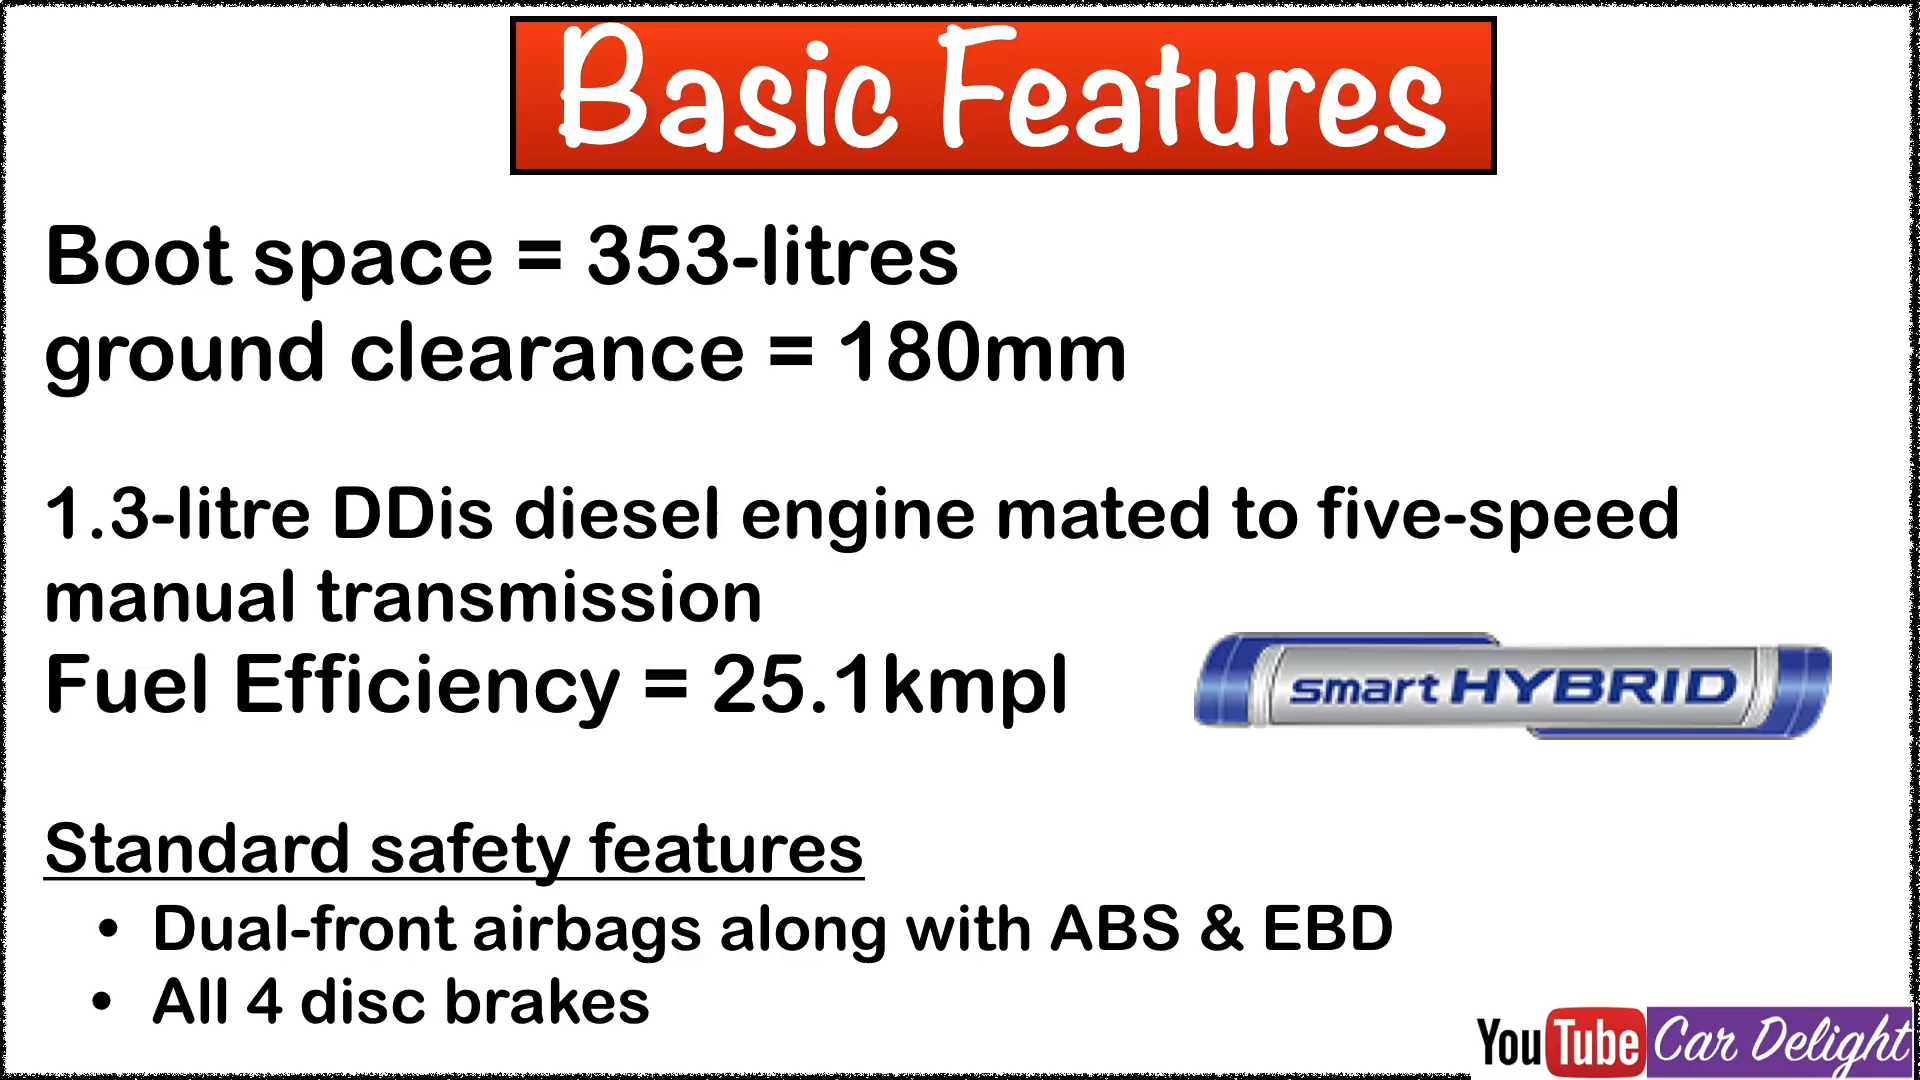 Basic Features
Boot space = 353-litres
ground clearance = 180mm
1.3-litre DDis diesel engine mated to five-speed
manual transmission
Fuel Efficiency = 25.1kmpl
smart HYBRID
Standard safety features
• Dual-front airbags along with ABS & EBD
• All 4 disc brakes
YouTube Car Delight